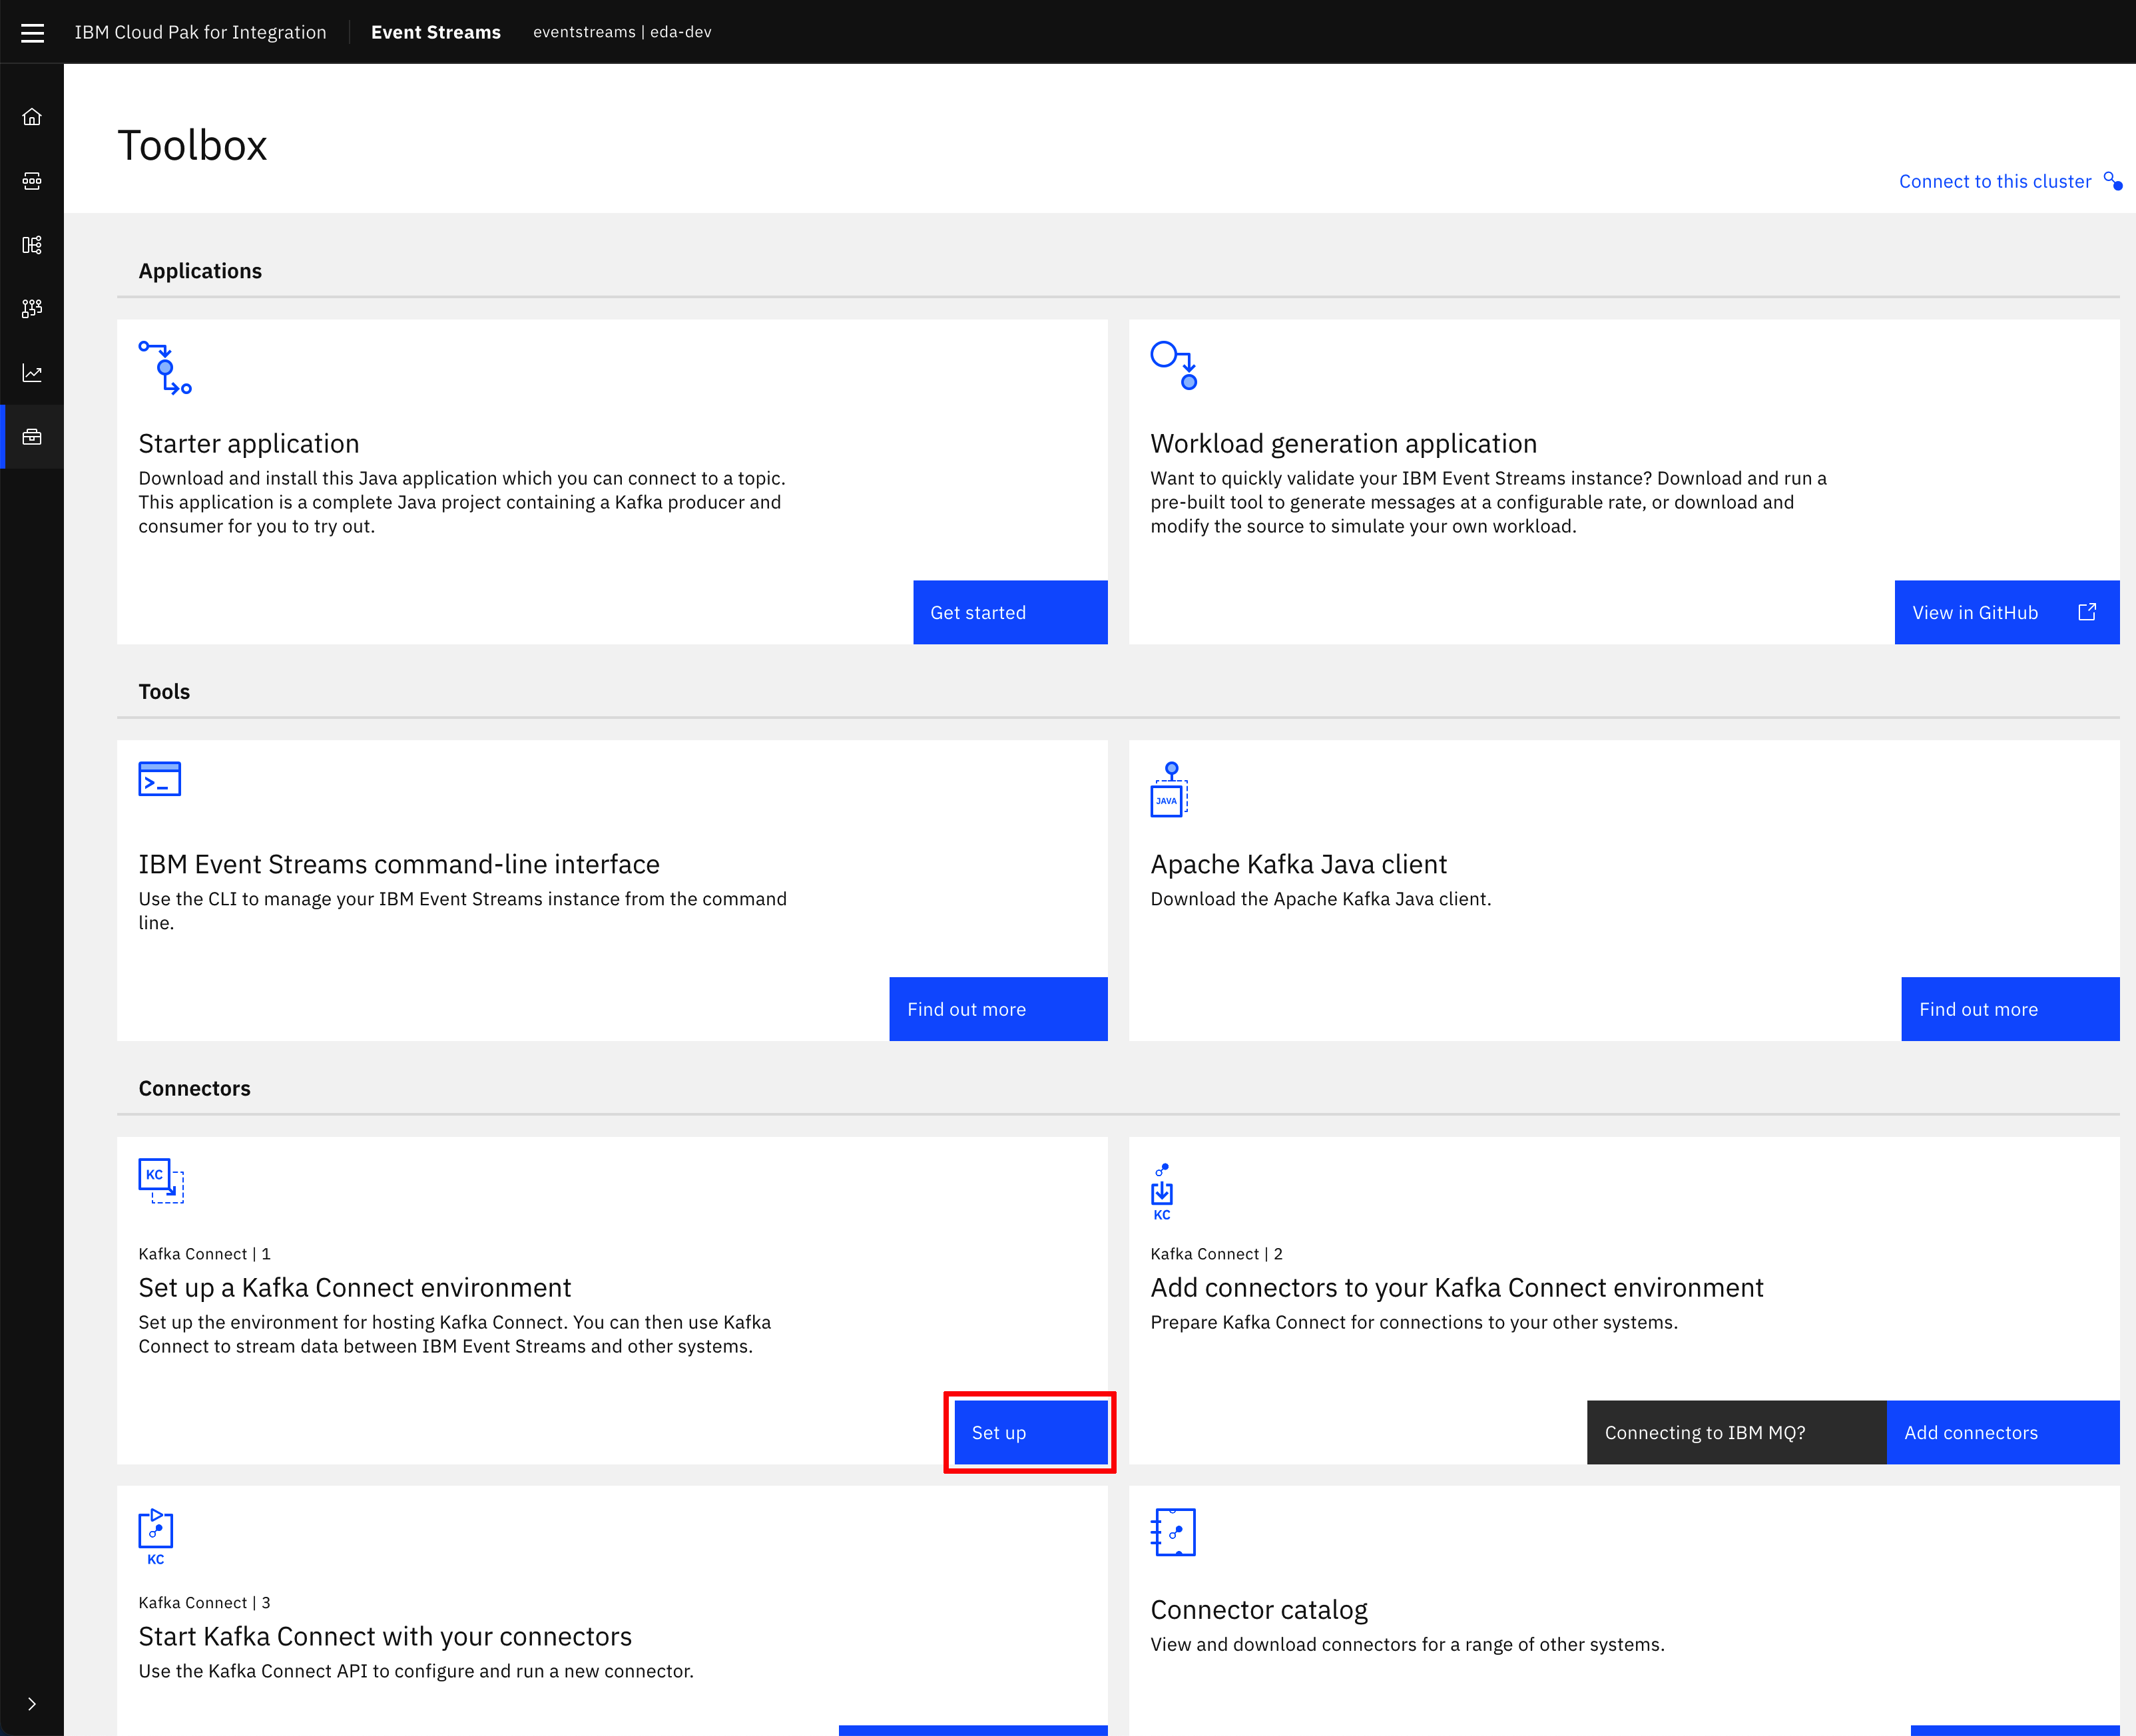 IBM Cloud Pak for Integration
Event Streams
eventstreams | eda-dev
Toolbox
Connect to this cluster
Applications
Starter application
Download and install this Java application which you can connect to a topic.
This application is a complete Java project containing a Kafka producer and
consumer for you to try out.
Get started
Workload generation application
Want to quickly validate your IBM Event Streams instance? Download and run a
pre-built tool to generate messages at a configurable rate, or download and
modify the source to simulate your own workload.
View in GitHub
Tools
IBM Event Streams command-line interface
Use the CLI to manage your IBM Event Streams instance from the command
line.
Find out more
JAVA
Apache Kafka Java client
Download the Apache Kafka Java client.
Find out more
Connectors
KC
Kafka Connect | 1
Set up a Kafka Connect environment
Set up the environment for hosting Kafka Connect. You can then use Kafka
Connect to stream data between IBM Event Streams and other systems.
Set up
KC
Kafka Connect | 2
Add connectors to your Kafka Connect environment
Prepare Kafka Connect for connections to your other systems.
Connecting to IBM MQ?
Add connectors
KC
Kafka Connect | 3
Start Kafka Connect with your connectors
Use the Kafka Connect API to configure and run a new connector.
Connector catalog
View and download connectors for a range of other systems.